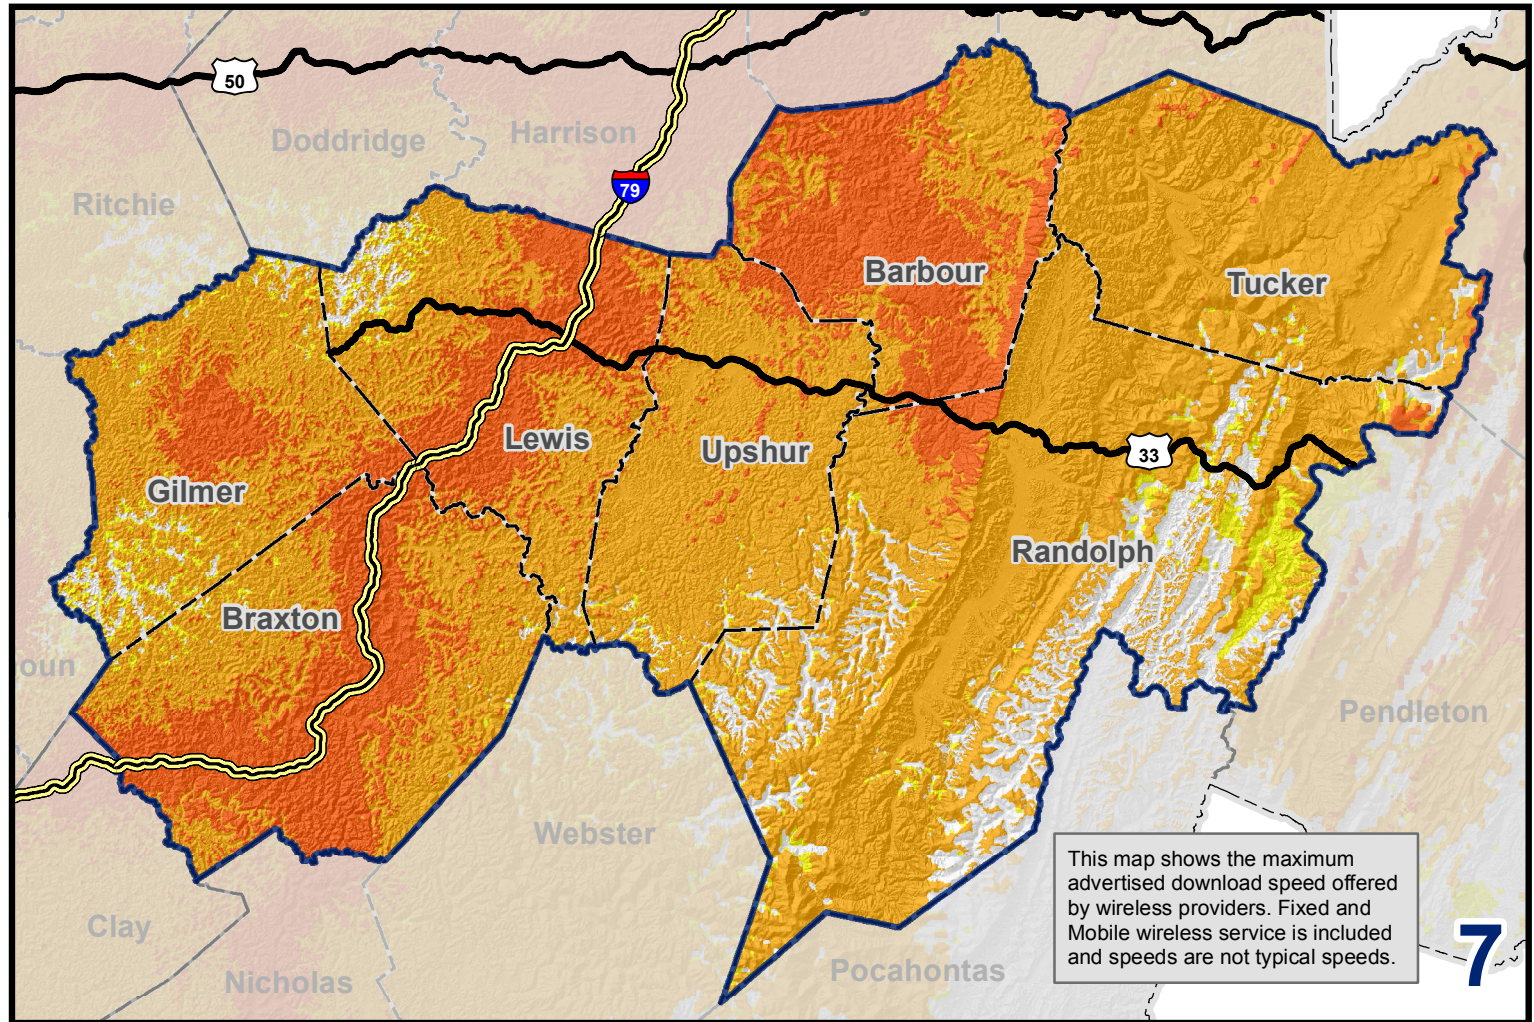 50
Doddridge
Harrison
79
Ritchie
Barbour
Tucker
Lewis
Upshur
33
Gilmer
Randolph
Braxton
oun
Pendleton
Webster
This map shows the maximum
advertised download speed offered
by wireless providers. Fixed and
Mobile wireless service is included
and speeds are not typical speeds.
7
Clay
Pocahontas
Nicholas